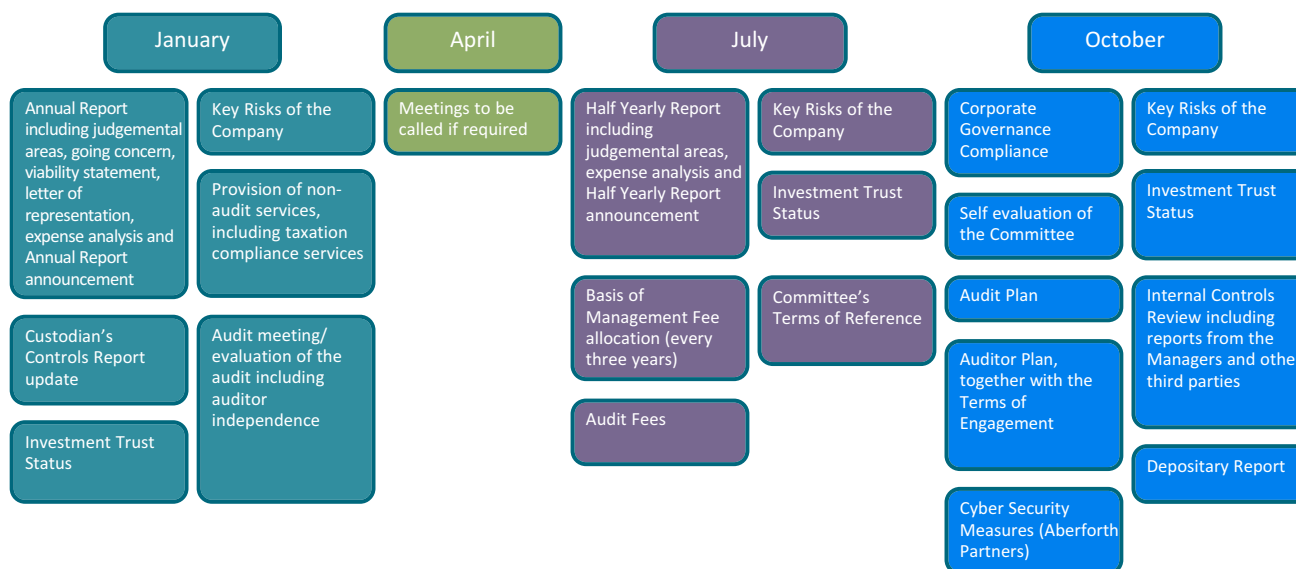 January
Annual Report
including judgemental
areas, going concern,
viability statement,
letter of
representation,
expense analysis and
Annual Report
announcement
Custodian's
Controls Report
update
Investment Trust
Status
Key Risks of the
Company
Provision of non-
audit services,
including taxation
compliance services
Audit meeting/
evaluation of the
audit including
auditor
independence
April
Meetings to be
called if required
July
Half Yearly Report
including
judgemental areas,
expense analysis and
Half Yearly Report
announcement
Basis of
Management Fee
allocation (every
three years)
Audit Fees
Key Risks of the
Company
Investment Trust
Status
Committee's
Terms of Reference
October
Corporate
Governance
Compliance
Self evaluation of
the Committee
Audit Plan
Auditor Plan,
together with the
Terms of
Engagement
Cyber Security
Measures (Aberforth
Partners)
Key Risks of the
Company
Investment Trust
Status
Internal Controls
Review including
reports from the
Managers and other
third parties
Depositary Report